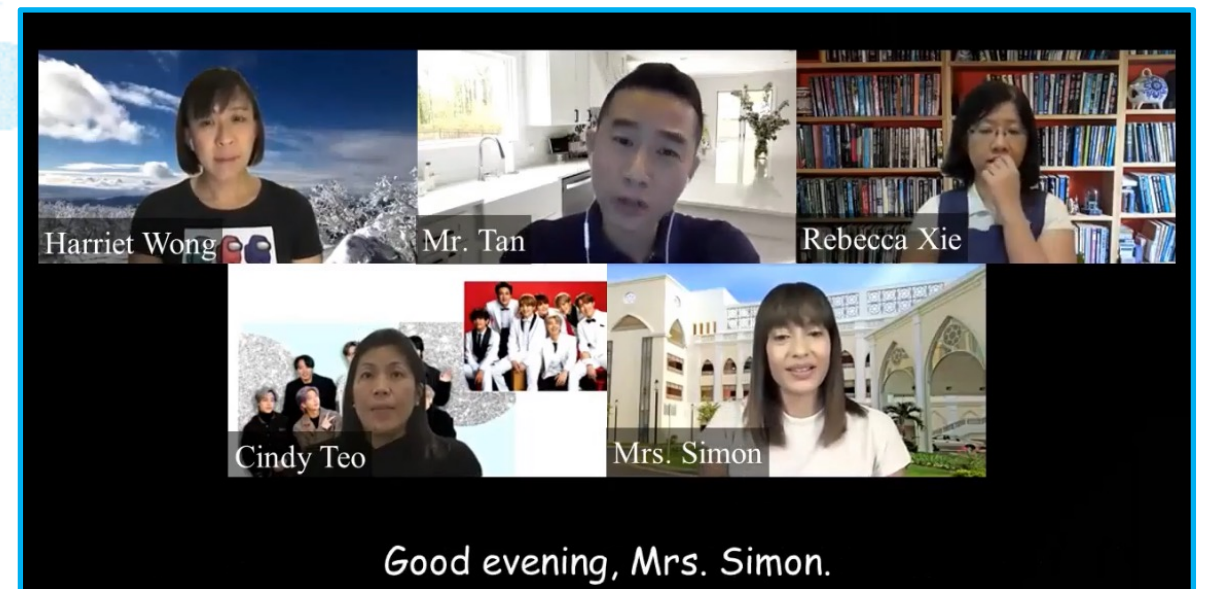 Harriet Wong
Mr. Tan
Rebecca Xie
Cindy Teo
Mrs. Simon
Good evening, Mrs. Simon.